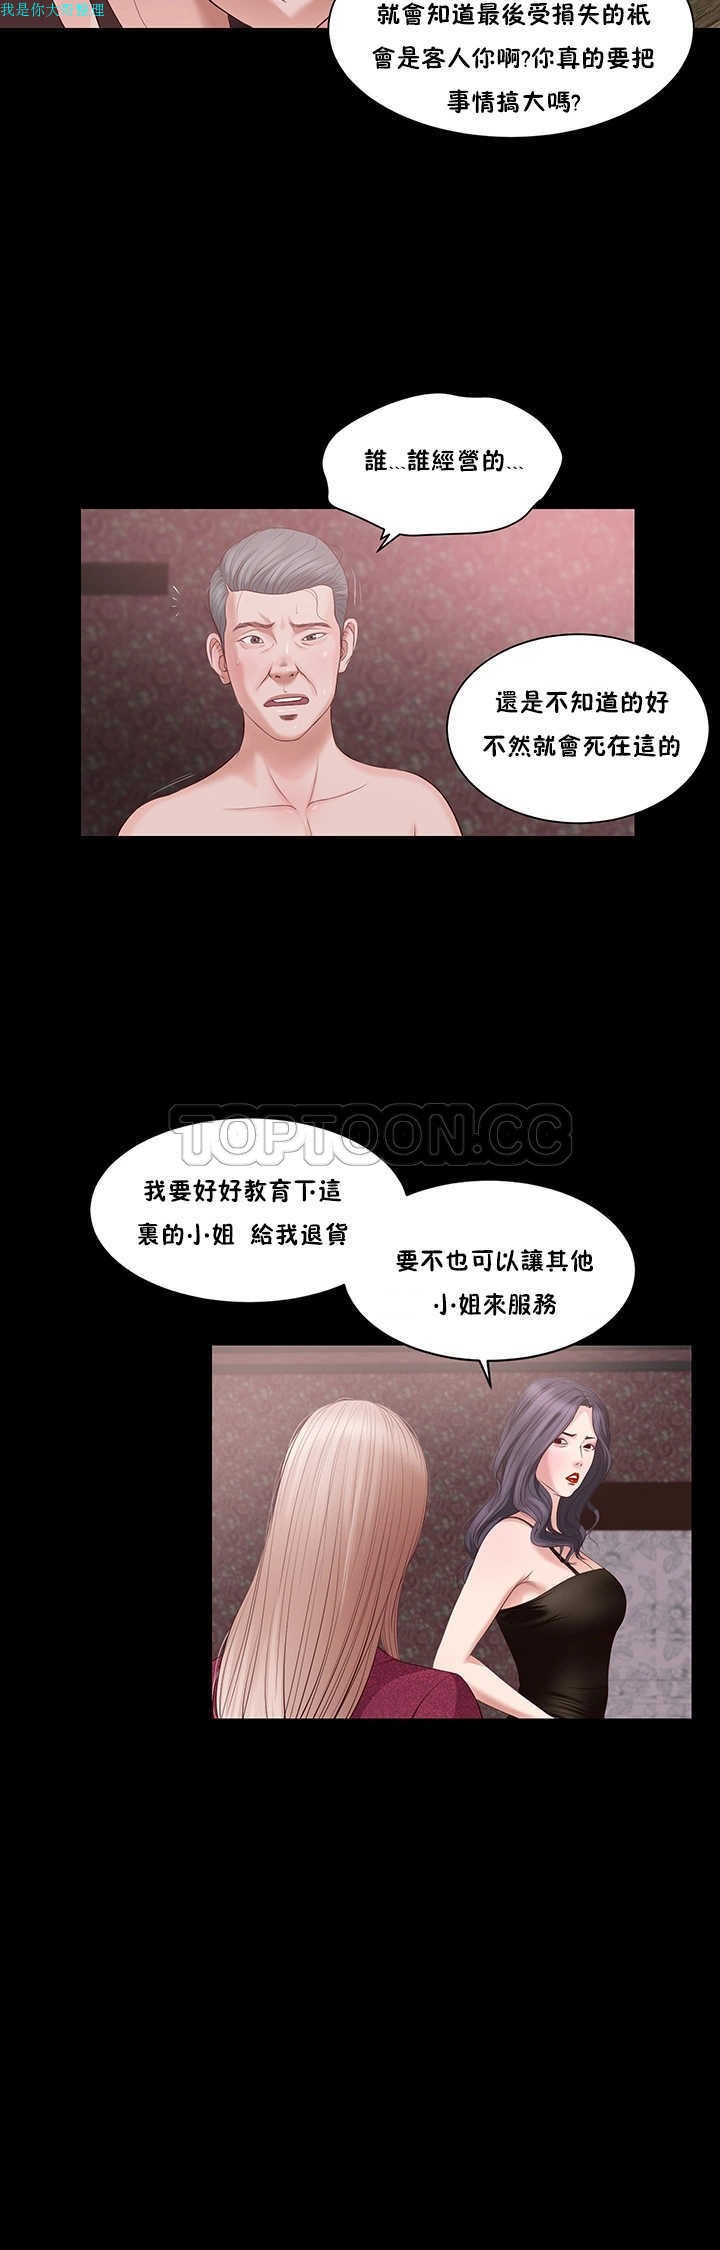 我是你大哥整理
就會知道最後受損失的祇
會是客人你啊?你真的要把
事情搞大嗎?
誰...誰經營的...
還是不知道的好
不然就會死在這的
TOPTOON.CC
我要好好教育下這
裏的小姐 給我退貨
要不也可以讓其他
小姐來服務